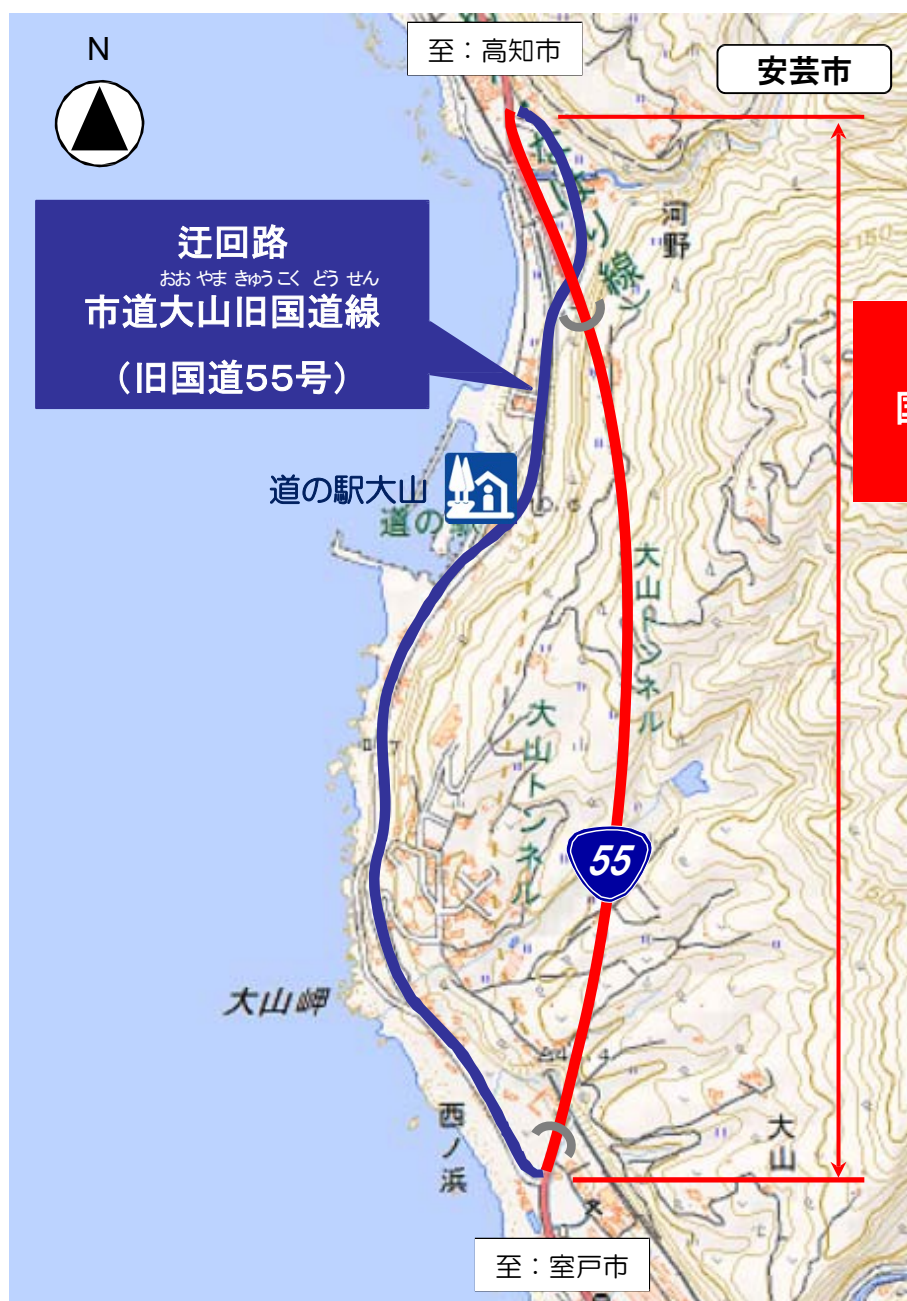 N
至：高知市
安芸市
迂回路
おおやまきゅうこくどうせん
市道大山旧国道線
（旧国道55号）
河野
150
線
道の駅大山
道の駅
大山トンネル
大山トンネル
55
大山岬
西ノ浜
大山
至：室戸市